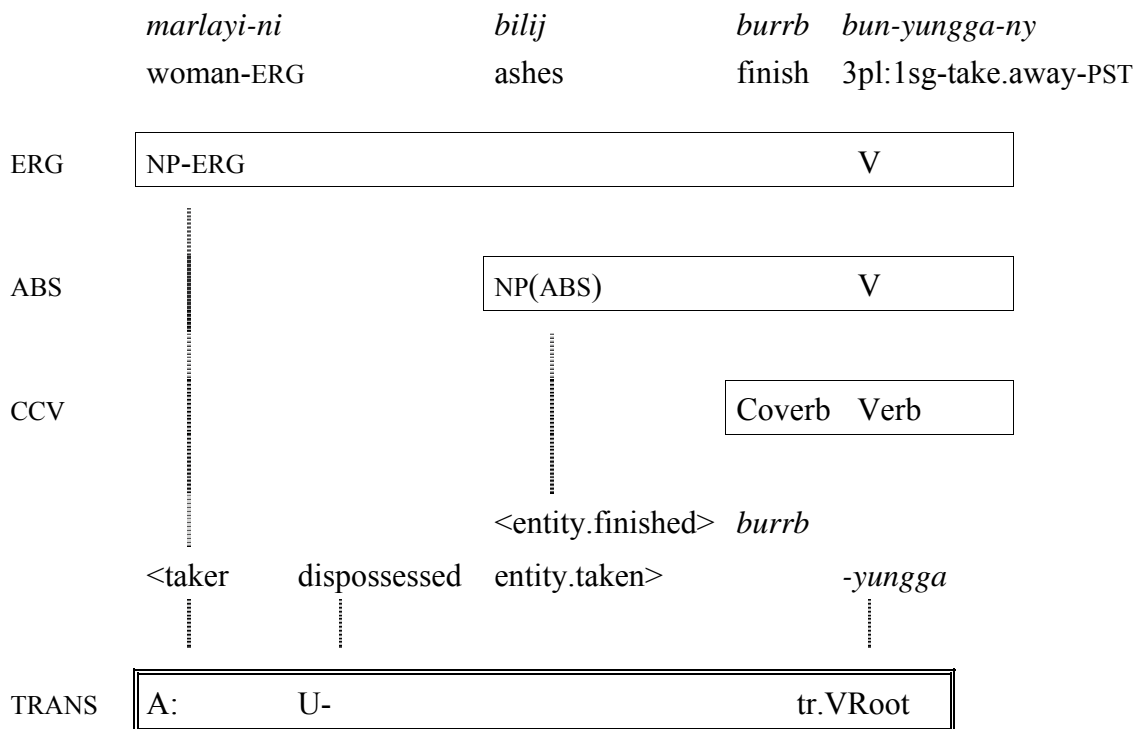 marlayi-ni bilij burrb bun-yungga-ny
woman-ERG ashes finish 3pl:1sg-take.away-PST
ERG NP-ERG V
ABS NP(ABS) V
CCV Coverb Verb
<entity.finished> burrb
<taker dispossessed entity.taken> -yungga
TRANS A: U- tr.VRoot